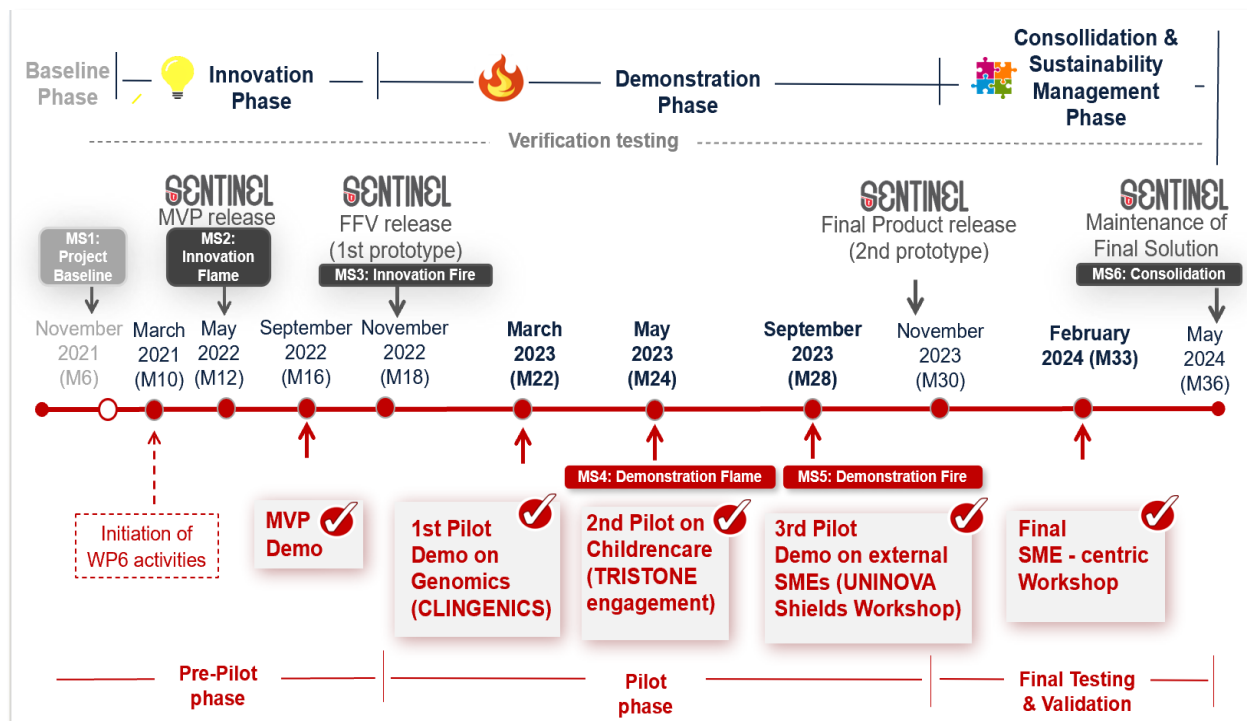 Baseline
Phase
Innovation
Phase
Demonstration
Phase
Consollidation &
Sustainability
Management
Phase
Verification testing
SENTINEL
MVP release
SENTINEL
FFV release
(1st prototype)
SENTINEL
Final Product release
(2nd prototype)
SENTINEL
Maintenance of
Final Solution
MS1:
Project
Baseline
MS2:
Innovation
Flame
MS3: Innovation Fire
MS6: Consolidation
November
2021
(M6)
March
2021
(M10)
May
2022
(M12)
September
2022
(M16)
November
2022
(M18)
March
2023
(M22)
May
2023
(M24)
September
2023
(M28)
November
2023
(M30)
February
2024 (M33)
May
2024
(M36)
MS4: Demonstration Flame
MS5: Demonstration Fire
Initiation of
WP6 activities
MVP
Demo
1st Pilot
Demo on
Genomics
(CLINGENICS)
2nd Pilot on
Childrencare
(TRISTONE
engagement)
3rd Pilot
Demo on external
SMEs (UNINOVA
Shields Workshop)
Final
SME - centric
Workshop
Pre-Pilot
phase
Pilot
phase
Final Testing
& Validation